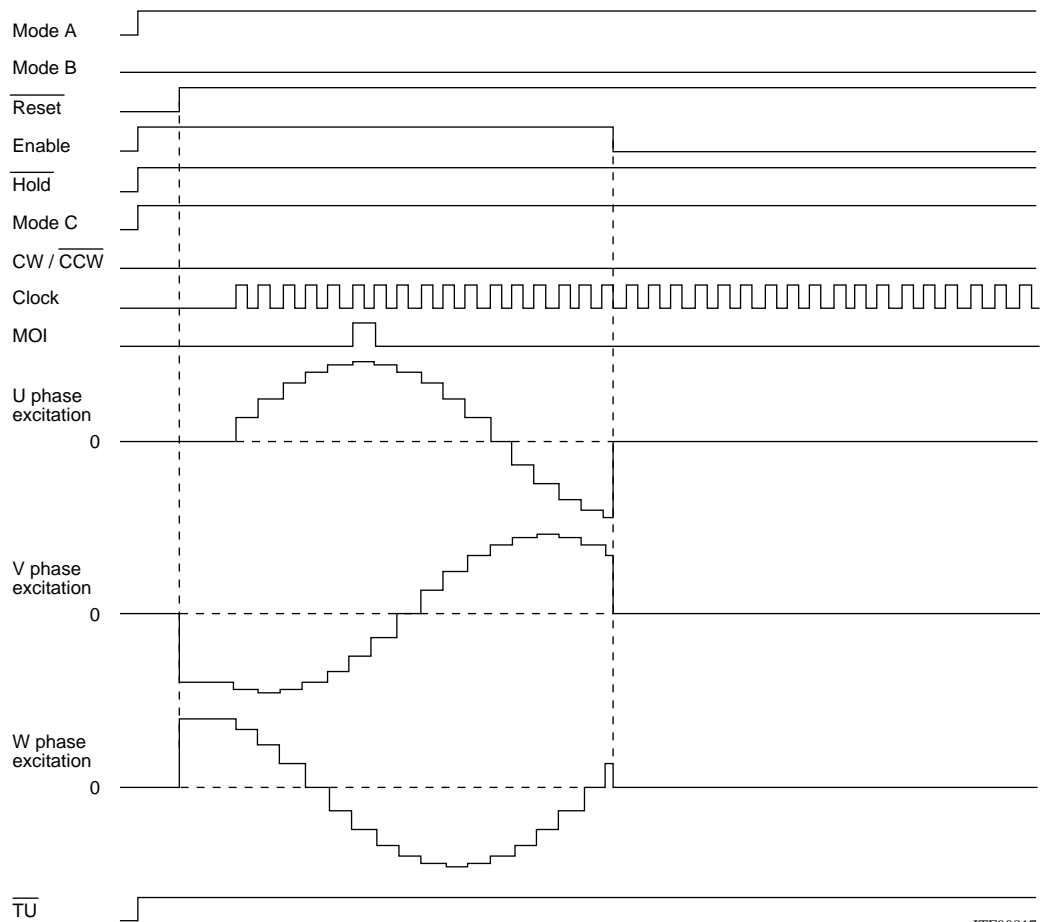 Mode A
Mode B
Reset
Enable
Hold
Mode C
CW / CCW
Clock
MOI
U phase
excitation
0
V phase
excitation
0
W phase
excitation
0
TU